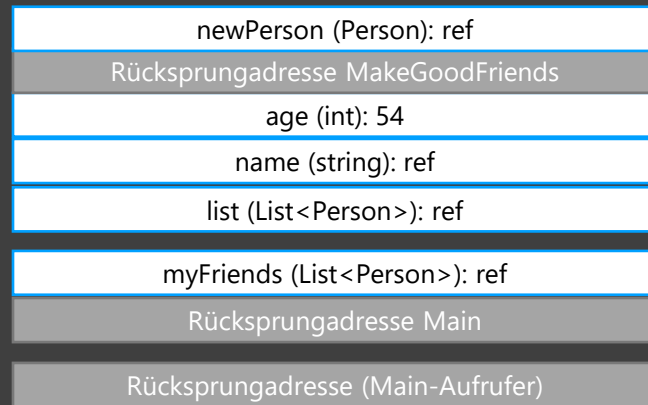 newPerson (Person): ref
Rücksprungadresse MakeGoodFriends
age (int): 54
name (string): ref
list (List<Person>): ref
myFriends (List<Person>): ref
Rücksprungadresse Main
Rücksprungadresse (Main-Aufrufer)